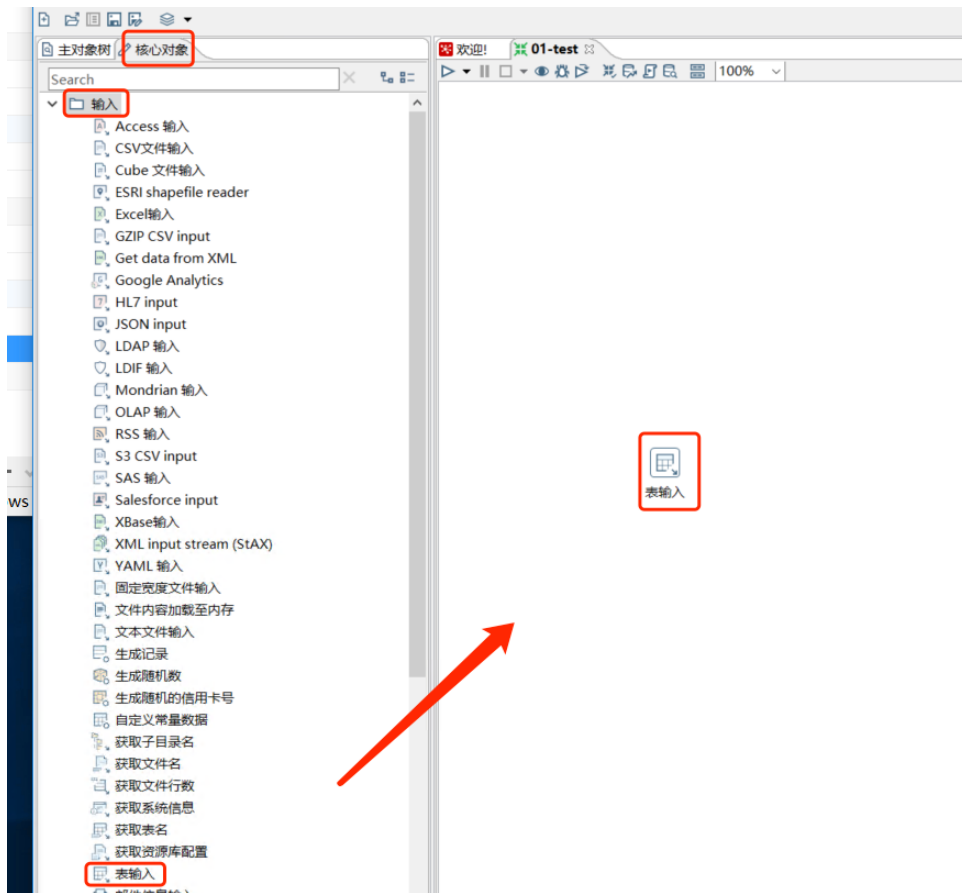 主对象树 核心对象
欢迎! 01-test
Search
100%
输入
Access 输入
CSV文件输入
Cube 文件输入
ESRI shapefile reader
Excel输入
GZIP CSV input
Get data from XML
Google Analytics
HL7 input
JSON input
LDAP 输入
LDIF 输入
Mondrian 输入
OLAP 输入
RSS 输入
S3 CSV input
SAS 输入
Salesforce input
XBase输入
XML input stream (StAX)
YAML 输入
固定宽度文件输入
文件内容加载至内存
文本文件输入
生成记录
生成随机数
生成随机的信用卡号
自定义常量数据
获取子目录名
获取文件名
获取文件行数
获取系统信息
获取表名
获取资源库配置
表输入
表输入
ws